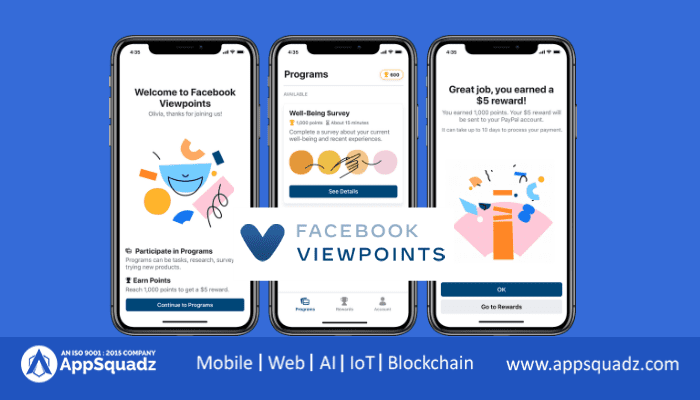 4:35
Welcome to Facebook
Viewpoints
Olivia, thanks for joining us!
Participate in Programs
Programs can be tasks, research, survey
trying new products.
Earn Points
Reach 1,000 points to get a $5 reward.
Continue to Programs
4:35
Programs
600
AVAILABLE
Well-Being Survey
1,000 points About 10 minutes
Complete a survey about your current
well-being and recent experiences.
See Details
Programs Rewards Account
4:35
Great job, you earned a
$5 reward!
You earned 1,000 points. Your $5 reward will
be sent to your PayPal account.
It can take up to 10 days to process your payment.
OK
Go to Rewards
FACEBOOK
VIEWPOINTS
AN ISO 9001 : 2015 COMPANY
AppSquadz
Mobile | Web | AI | IoT | Blockchain
www.appsquadz.com